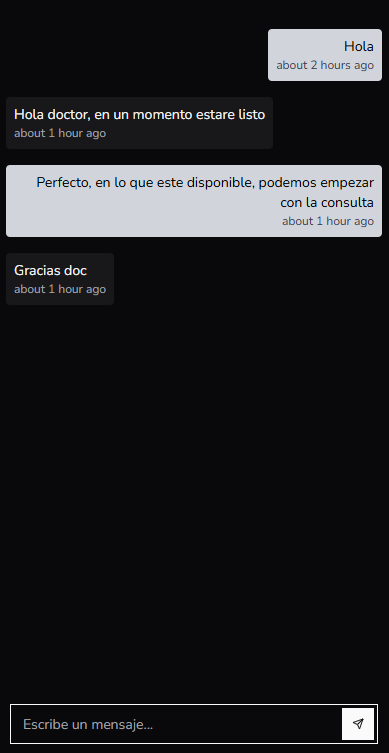 Hola
about 2 hours ago
Hola doctor, en un momento estare listo
about 1 hour ago
Perfecto, en lo que este disponible, podemos empezar
con la consulta
about 1 hour ago
Gracias doc
about 1 hour ago
Escribe un mensaje...